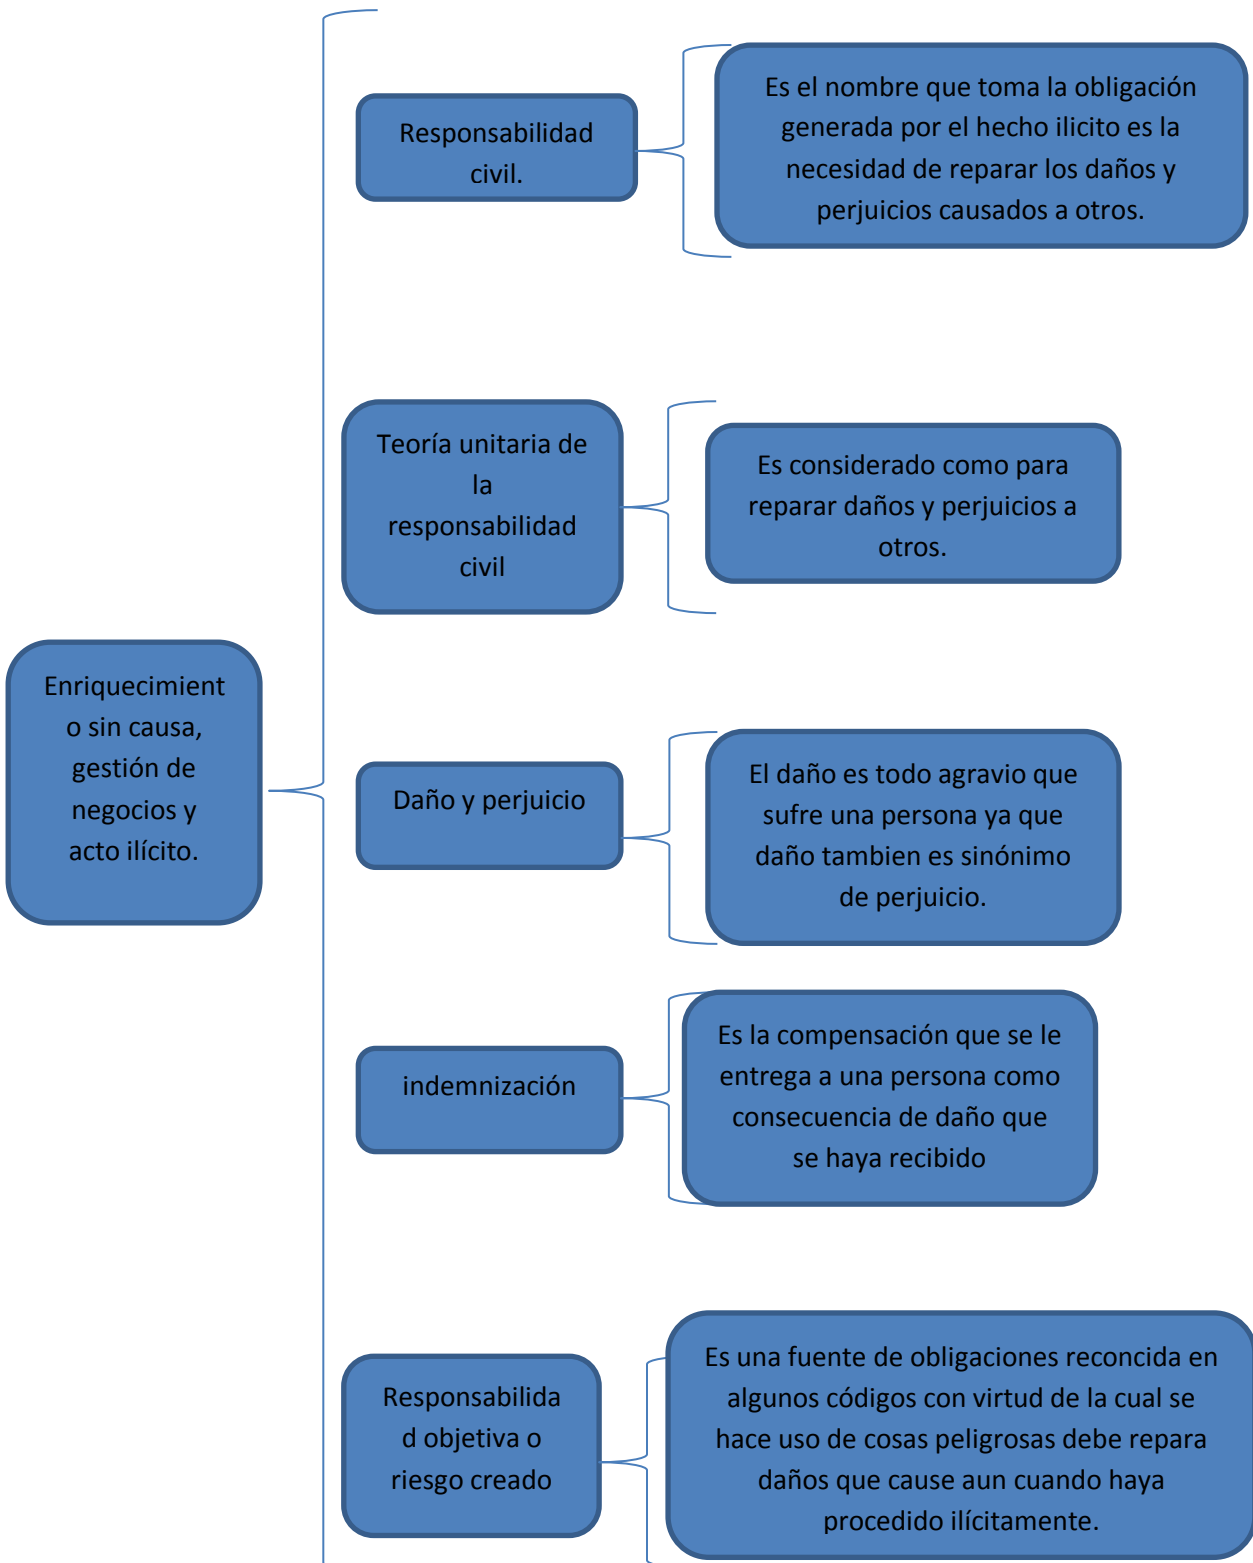 Responsabilidad
civil.
Es el nombre que toma la obligación
generada por el hecho ilicito es la
necesidad de reparar los daños y
perjuicios causados a otros.
Teoría unitaria de
la
responsabilidad
civil
Es considerado como para
reparar daños y perjuicios a
otros.
Enriquecimient
o sin causa,
gestión de
negocios y
acto ilícito.
Daño y perjuicio
El daño es todo agravio que
sufre una persona ya que
daño tambien es sinónimo
de perjuicio.
indemnización
Es la compensación que se le
entrega a una persona como
consecuencia de daño que
se haya recibido
Responsabilida
d objetiva o
riesgo creado
Es una fuente de obligaciones reconcida en
algunos códigos con virtud de la cual se
hace uso de cosas peligrosas debe repara
daños que cause aun cuando haya
procedido ilícitamente.